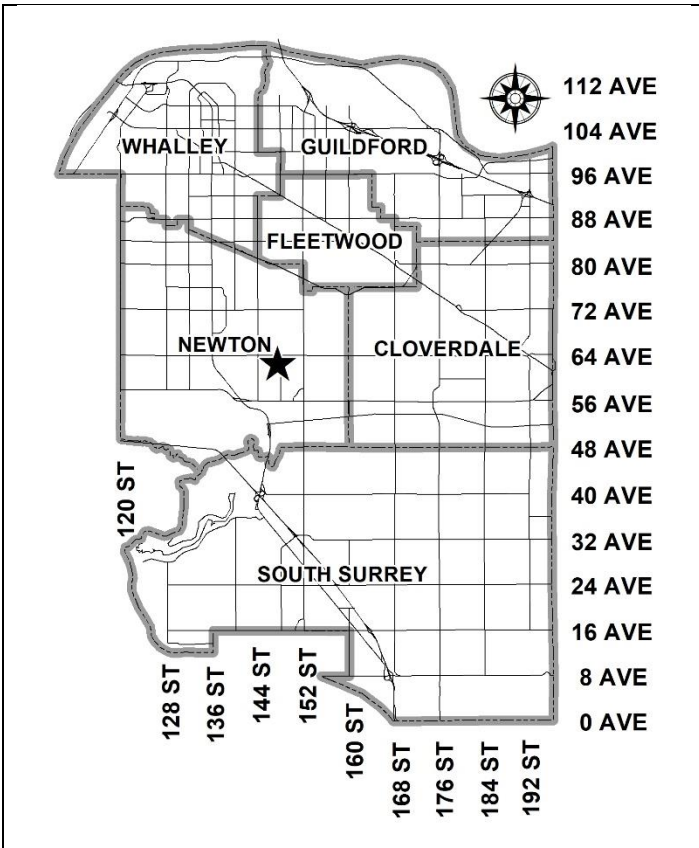 112 AVE
104 AVE
WHALLEY
GUILDFORD
96 AVE
88 AVE
FLEETWOOD
80 AVE
72 AVE
NEWTON
CLOVERDALE
64 AVE
56 AVE
48 AVE
120 ST
40 AVE
32 AVE
SOUTH SURREY
24 AVE
16 AVE
128 ST
136 ST
144 ST
152 ST
160 ST
168 ST
176 ST
184 ST
192 ST
8 AVE
0 AVE